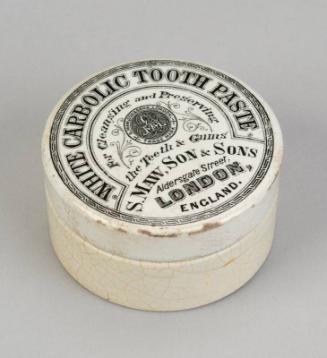 WHITE CARBOLIC TOOTH PASTE
For Cleansing and Preserving
the Teeth & Gums
S. MAW, SON & SONS
Aldersgate Street,
LONDON,
ENGLAND.